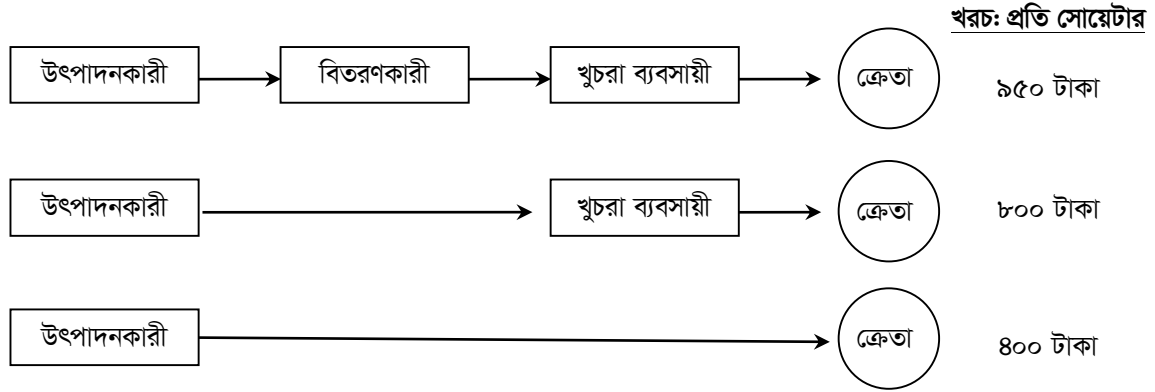 খরচ: প্রতি সোয়েটার
উৎপাদনকারী বিতরণকারী খুচরা ব্যবসায়ী ক্রেতা ৯৫০ টাকা
উৎপাদনকারী খুচরা ব্যবসায়ী ক্রেতা ৮০০ টাকা
উৎপাদনকারী ক্রেতা ৪০০ টাকা